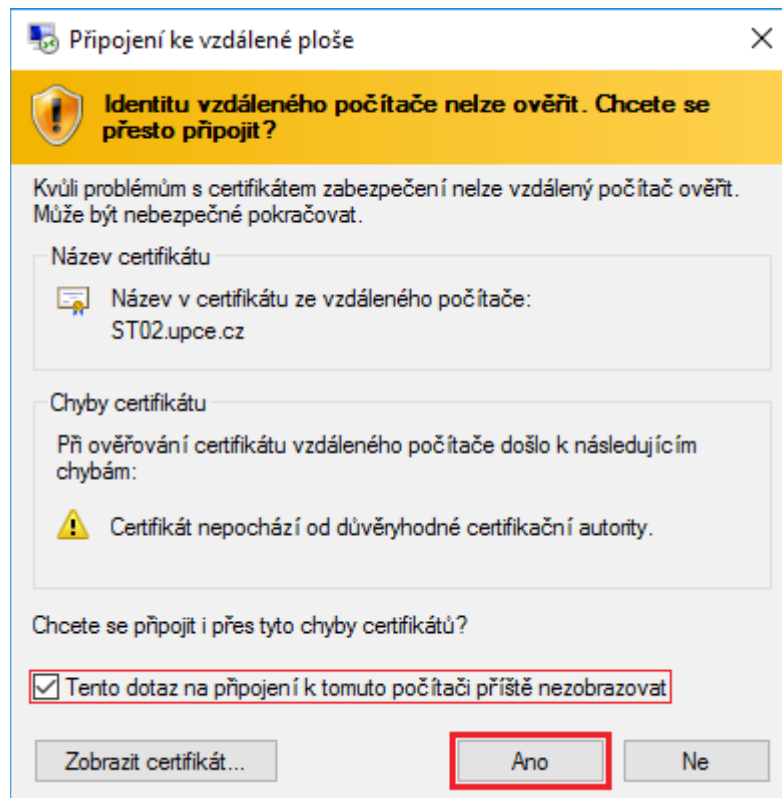 Připojení ke vzdálené ploše
Identitu vzdáleného počítače nelze ověřit. Chcete se
přesto připojit?
Kvůli problémům s certifikátem zabezpečení nelze vzdálený počítač ověřit.
Může být nebezpečné pokračovat.
Název certifikátu
Název v certifikátu ze vzdáleného počítače:
ST02.upce.cz
Chyby certifikátu
Při ověřování certifikátu vzdáleného počítače došlo k následujícím
chybám:
Certifikát nepochází od důvěryhodné certifikační autority.
Chcete se připojit i přes tyto chyby certifikátů?
Tento dotaz na připojení k tomuto počítači příště nezobrazovat
Zobrazit certifikát... Ano Ne